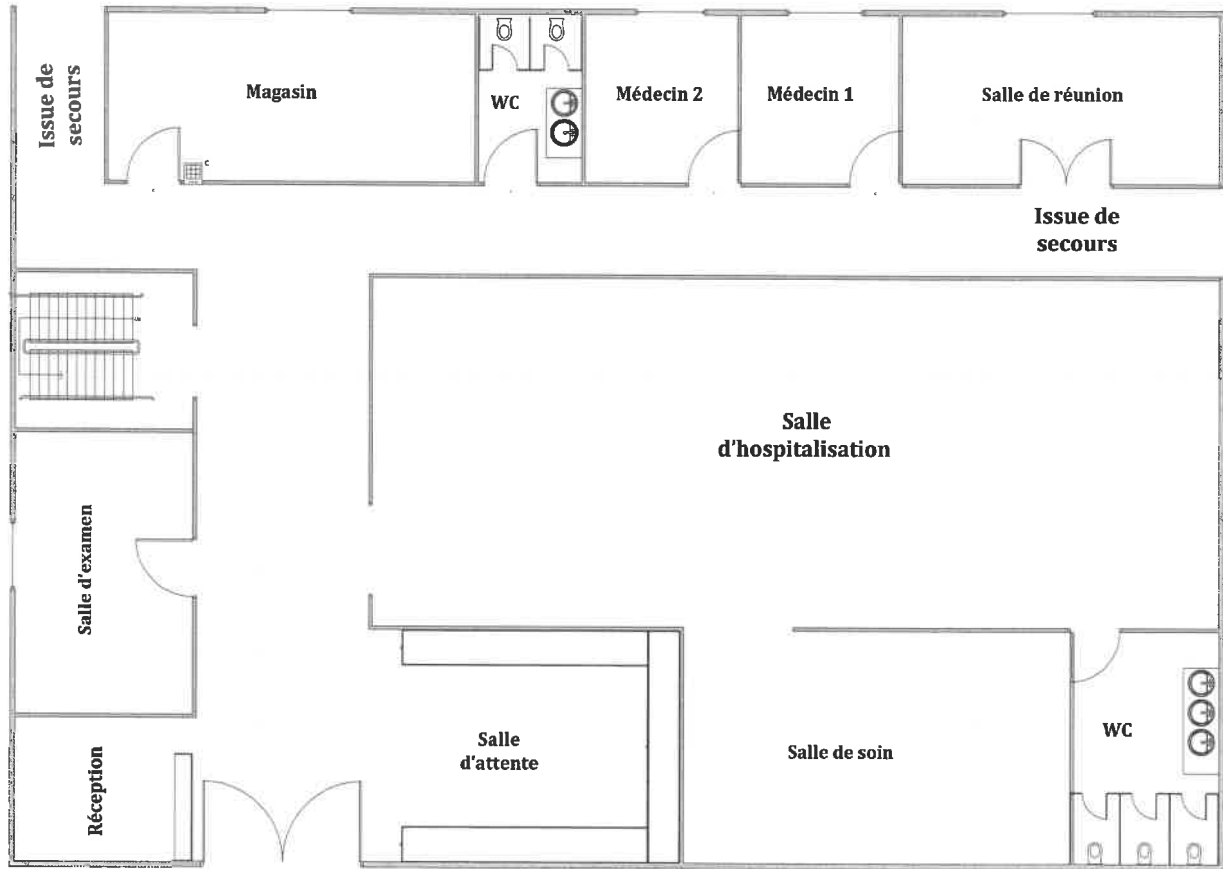 Issue de
secours
Magasin
WC
Médecin 2
Médecin 1
Salle de réunion
c
Issue de
secours
Salle
d'hospitalisation
Salle d'examen
Salle
d'attente
Salle de soin
WC
Réception